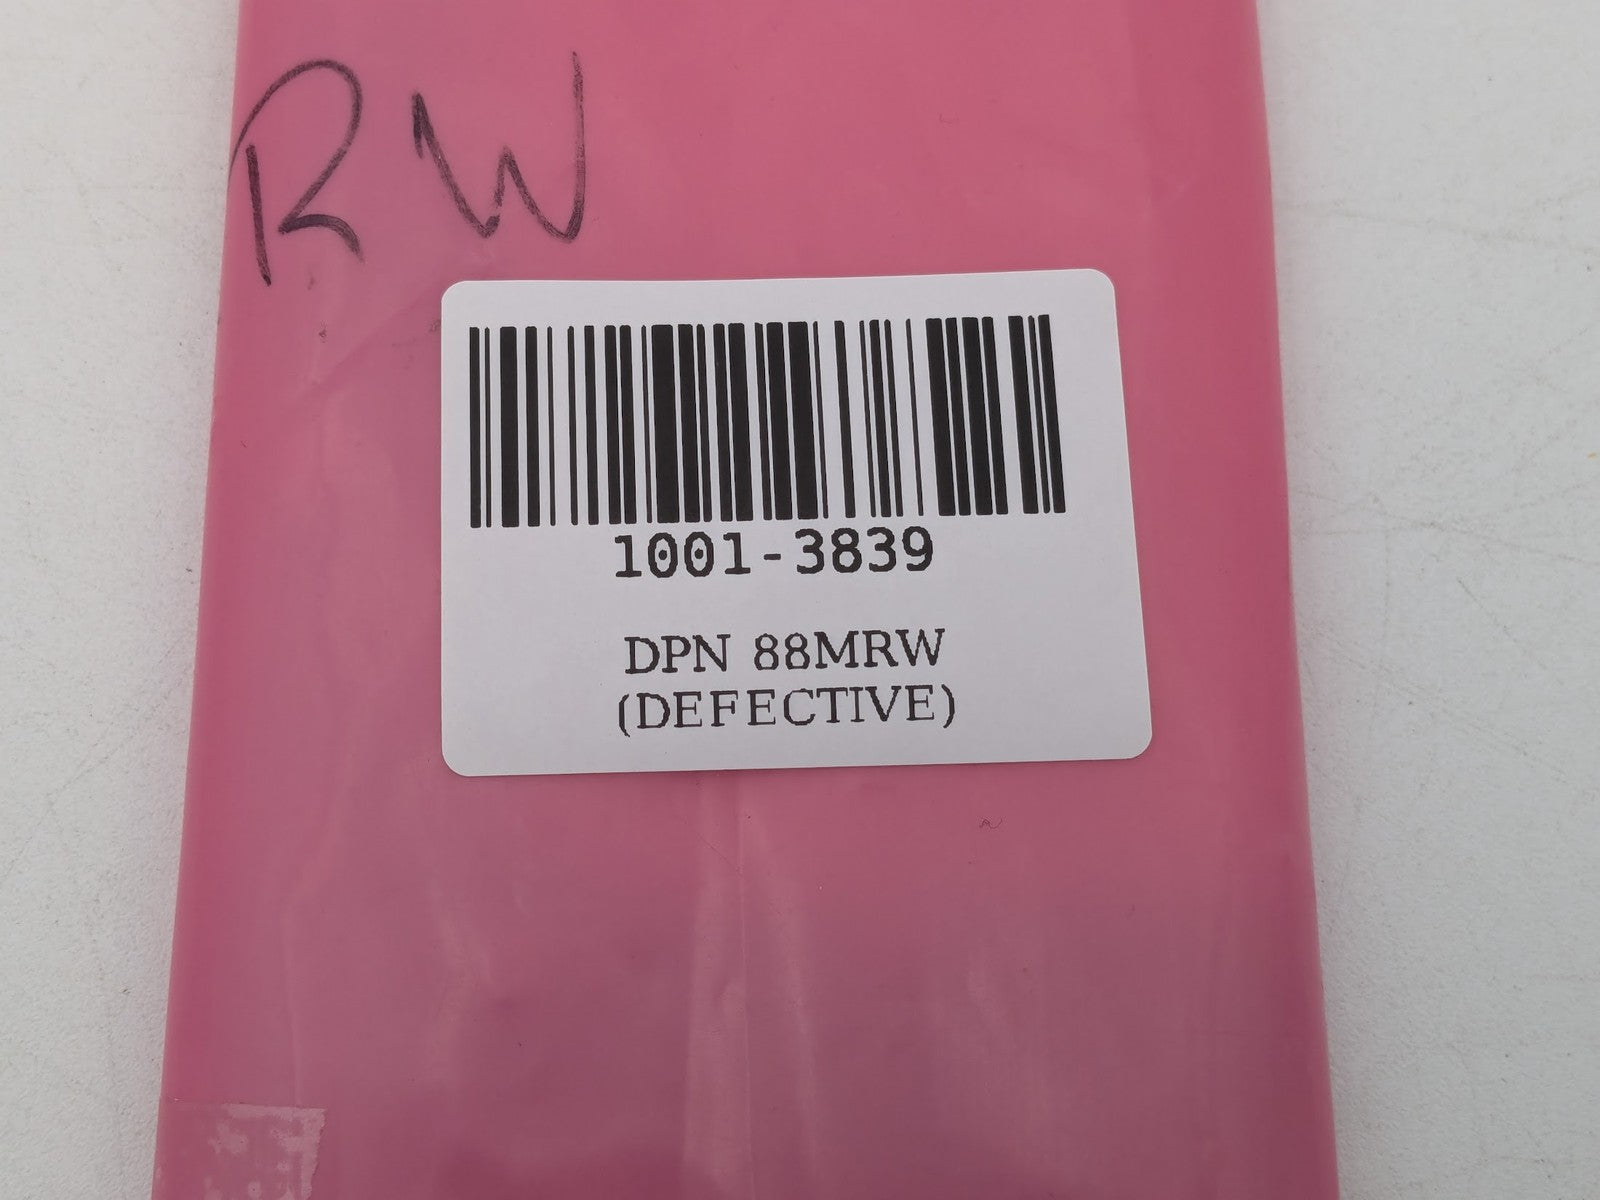 RW
1001-3839
DPN 88MRW
(DEFECTIVE)